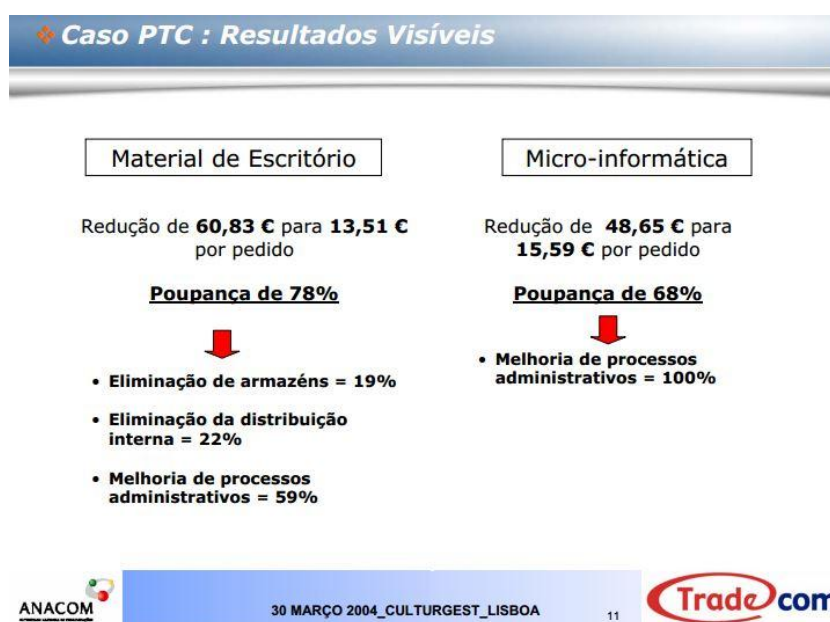 Caso PTC : Resultados Visíveis
Material de Escritório
Redução de 60,83 € para 13,51 €
por pedido
Poupança de 78%
• Eliminação de armazéns = 19%
• Eliminação da distribuição
interna = 22%
• Melhoria de processos
administrativos = 59%
Micro-informática
Redução de 48,65 € para
15,59 € por pedido
Poupança de 68%
• Melhoria de processos
administrativos = 100%
ANACOM
30 MARÇO 2004_CULTURGEST_LISBOA
11
Tradecom